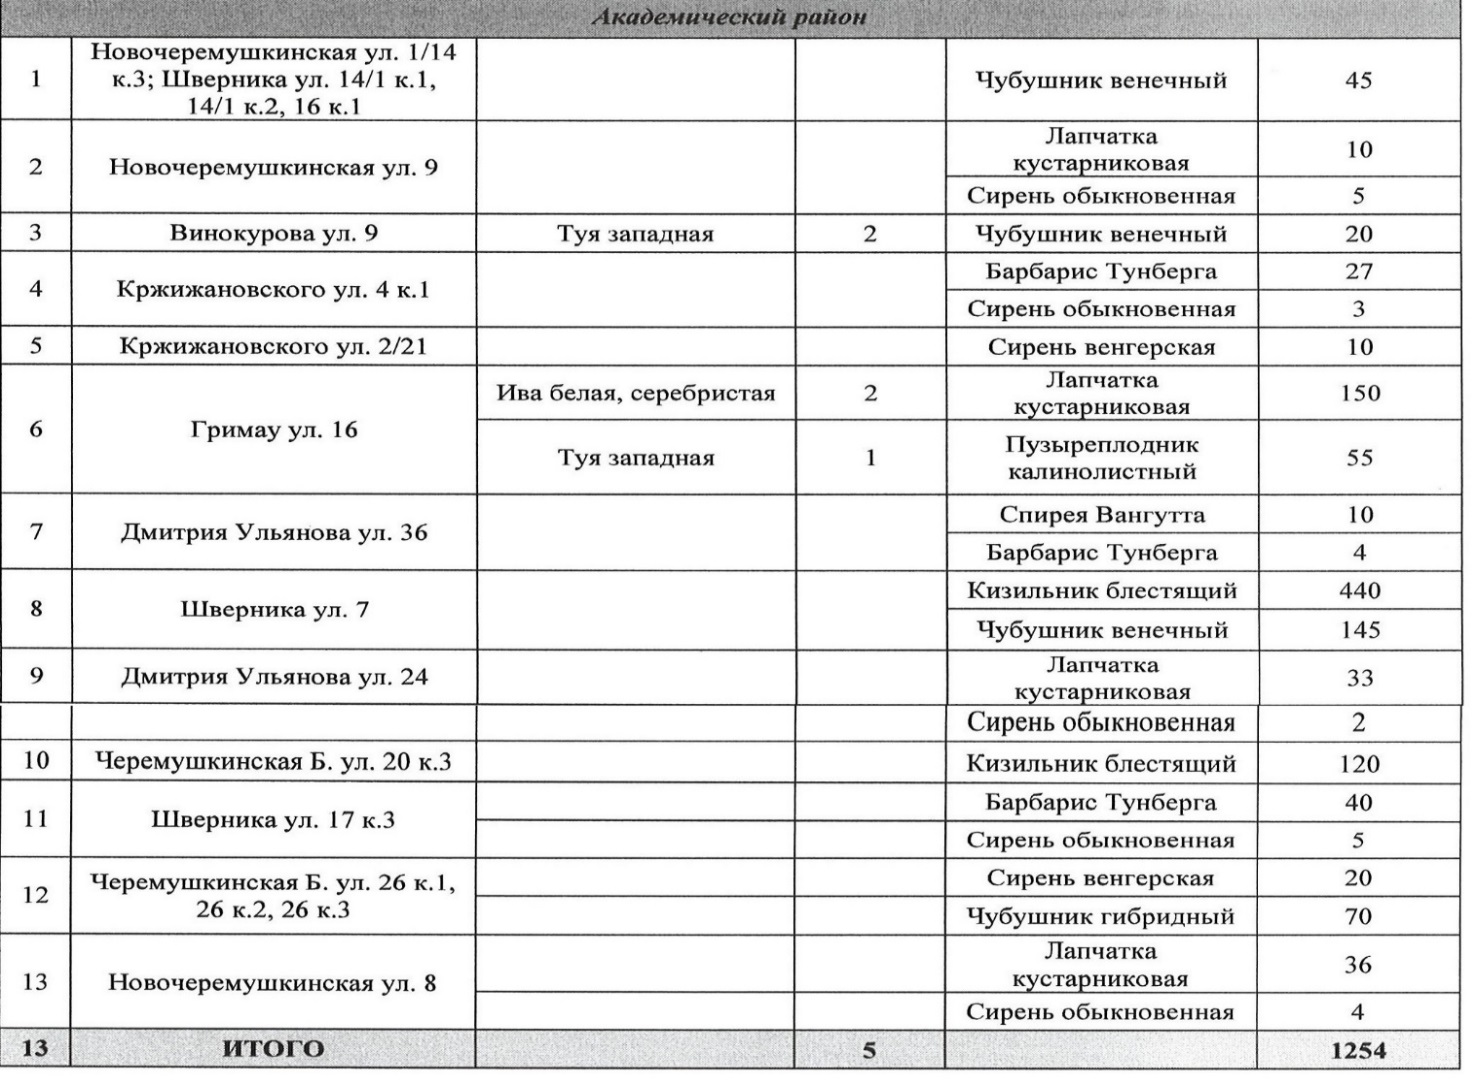 Академический район
1
Новочеремушкинская ул. 1/14
к.3; Шверника ул. 14/1 к.1,
14/1 к.2, 16 к.1
Чубушник венечный
45
2
Новочеремушкинская ул. 9
Лапчатка
кустарниковая
10
Сирень обыкновенная
5
3
Винокурова ул. 9
Туя западная
2
Чубушник венечный
20
4
Кржижановского ул. 4 к.1
Барбарис Тунберга
27
Сирень обыкновенная
3
5
Кржижановского ул. 2/21
Сирень венгерская
10
6
Гримау ул. 16
Ива белая, серебристая
2
Лапчатка
кустарниковая
150
Туя западная
1
Пузыреплодник
калинолистный
55
7
Дмитрия Ульянова ул. 36
Спирея Вангутта
10
Барбарис Тунберга
4
8
Шверника ул. 7
Кизильник блестящий
440
Чубушник венечный
145
9
Дмитрия Ульянова ул. 24
Лапчатка
кустарниковая
33
Сирень обыкновенная
2
10
Черемушкинская Б. ул. 20 к.3
Кизильник блестящий
120
11
Шверника ул. 17 к.3
Барбарис Тунберга
40
Сирень обыкновенная
5
12
Черемушкинская Б. ул. 26 к.1,
26 к.2, 26 к.3
Сирень венгерская
20
Чубушник гибридный
70
13
Новочеремушкинская ул. 8
Лапчатка
кустарниковая
36
Сирень обыкновенная
4
13
ИТОГО
5
1254